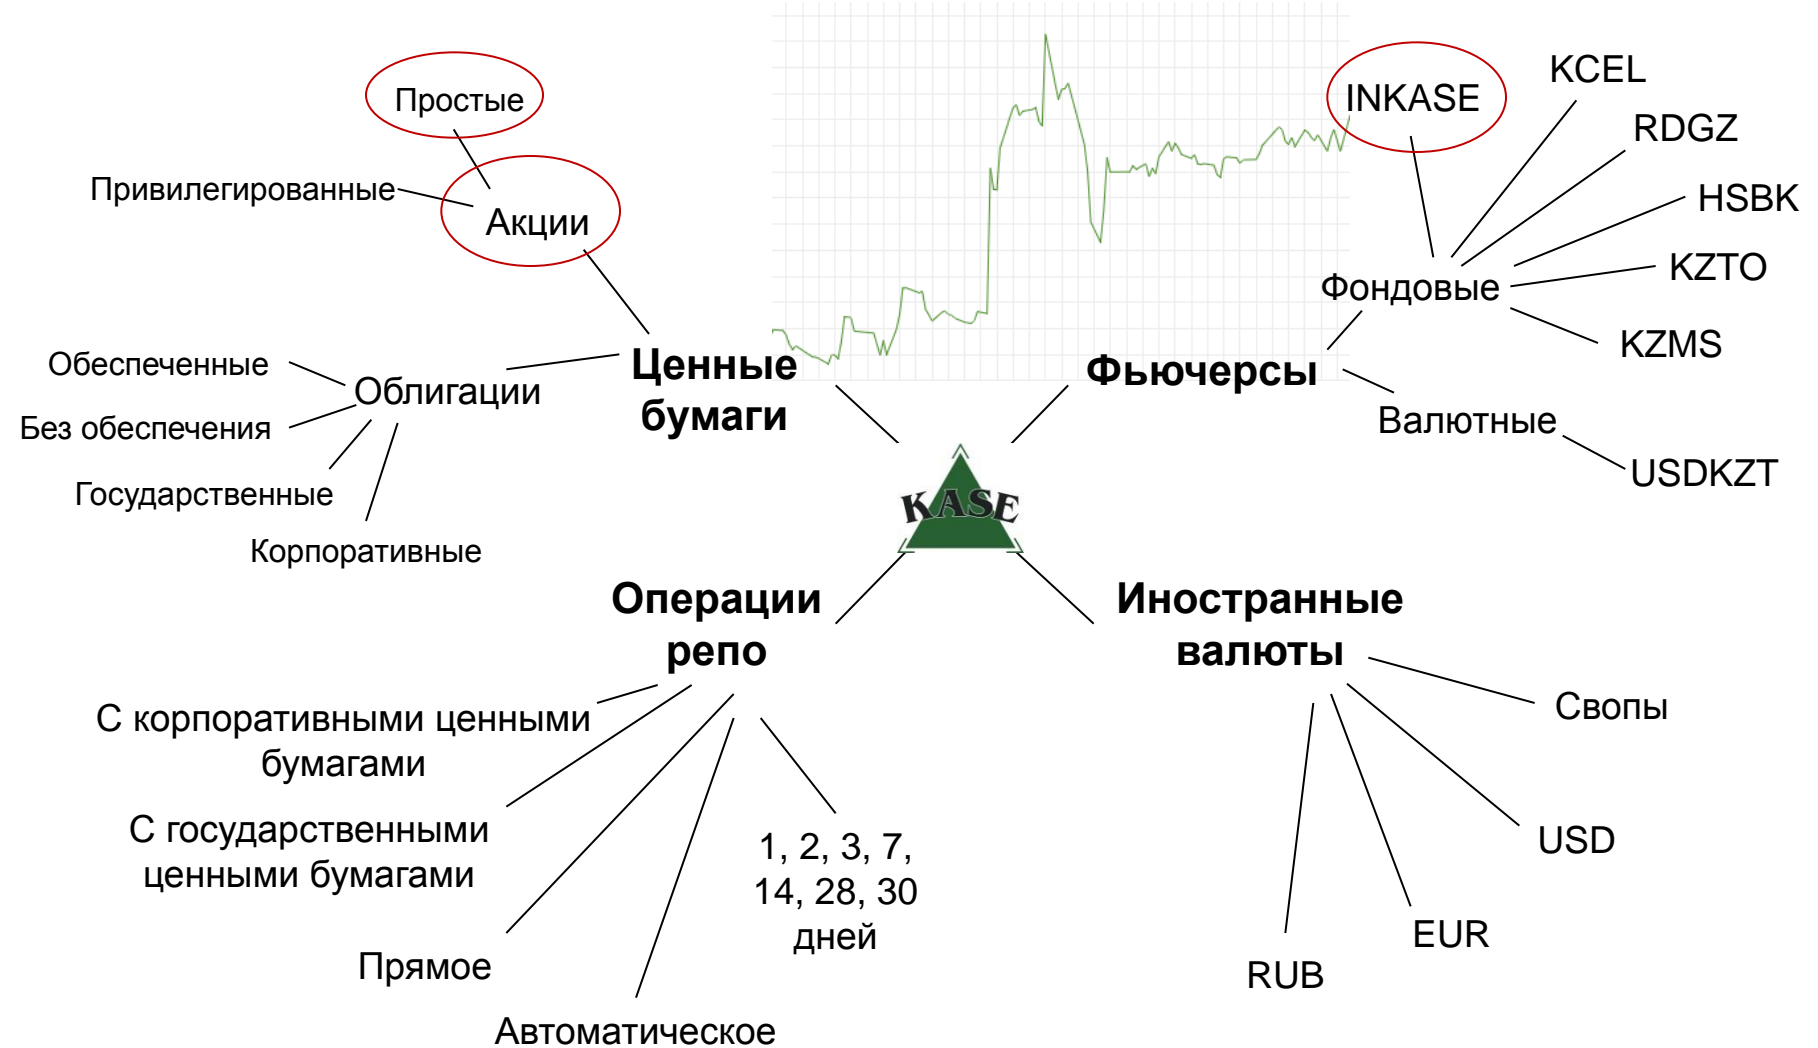 Простые
Привилегированные
Акции
Обеспеченные
Облигации
Без обеспечения
Государственные
Корпоративные
Ценные
бумаги
INKASE
KCEL
RDGZ
HSBK
KZTO
KZMS
Фондовые
Фьючерсы
Валютные
USDKZT
KASE
Операции
репо
С корпоративными ценными
бумагами
С государственными
ценными бумагами
Прямое
Автоматическое
1, 2, 3, 7,
14, 28, 30
дней
Иностранные
валюты
Свопы
USD
EUR
RUB